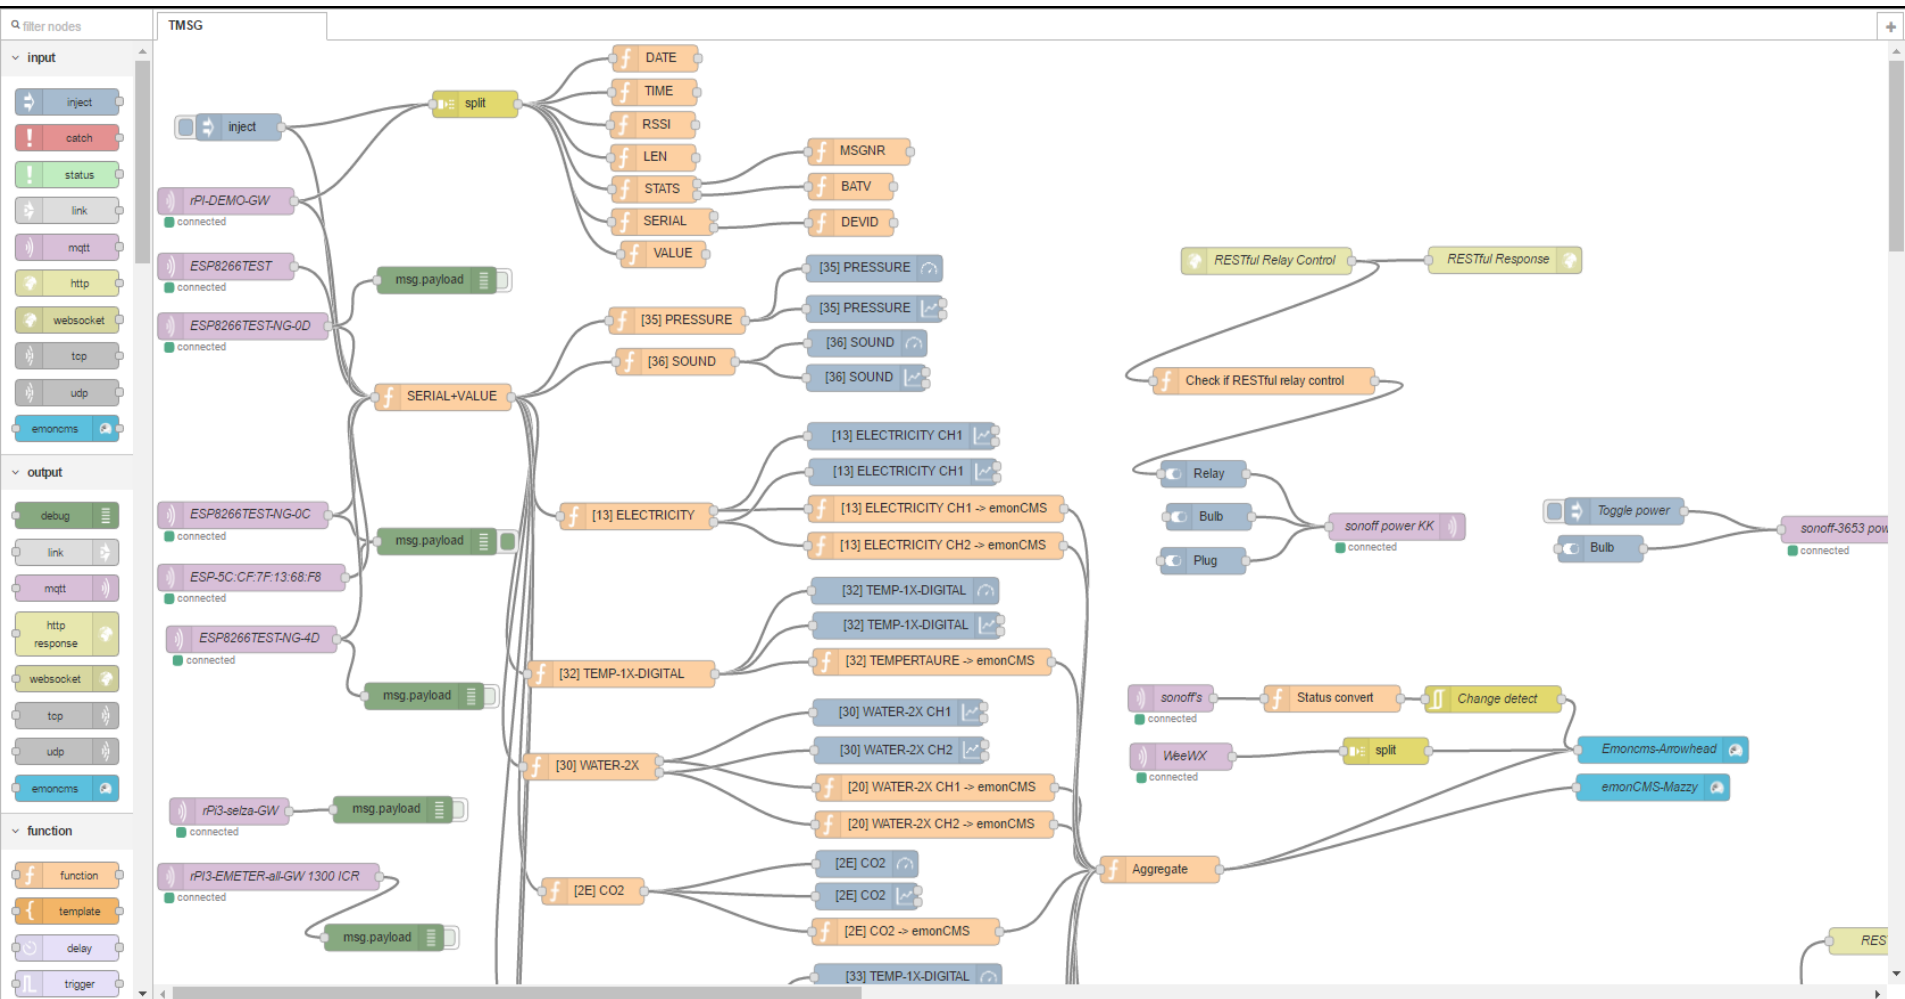 filter nodes
TMSG
input
inject
catch
status
link
mqtt
http
websocket
tcp
udp
emoncms
output
debug
link
mqtt
http
response
websocket
tcp
udp
emoncms
function
function
template
delay
trigger
inject
split
DATE
TIME
RSSI
LEN
STATS
SERIAL
VALUE
MSGNR
BATV
DEVID
rPI-DEMO-GW
connected
ESP8266TEST
connected
msg.payload
ESP8266TEST-NG-0D
connected
SERIAL+VALUE
[35] PRESSURE
[36] SOUND
[35] PRESSURE
[35] PRESSURE
[36] SOUND
[36] SOUND
ESP8266TEST-NG-0C
connected
msg.payload
ESP-5C:CF:7F:13:68:F8
connected
ESP8266TEST-NG-4D
connected
msg.payload
[13] ELECTRICITY
[13] ELECTRICITY CH1
[13] ELECTRICITY CH1
[13] ELECTRICITY CH1 -> emonCMS
[13] ELECTRICITY CH2 -> emonCMS
[32] TEMP-1X-DIGITAL
[32] TEMP-1X-DIGITAL
[32] TEMP-1X-DIGITAL
[32] TEMPERTAURE -> emonCMS
[30] WATER-2X
[30] WATER-2X CH1
[30] WATER-2X CH2
[20] WATER-2X CH1 -> emonCMS
[20] WATER-2X CH2 -> emonCMS
rPi3-selza-GW
connected
msg.payload
rPI3-EMETER-all-GW 1300 ICR
connected
msg.payload
[2E] CO2
[2E] CO2
[2E] CO2
[2E] CO2 -> emonCMS
[33] TEMP-1X-DIGITAL
RESTful Relay Control
RESTful Response
Check if RESTful relay control
Relay
Bulb
Plug
sonoff power KK
connected
Toggle power
Bulb
sonoff-3653 pow
connected
sonoff's
connected
Status convert
Change detect
WeeWX
connected
split
Emoncms-Arrowhead
emonCMS-Mazzy
Aggregate
RES